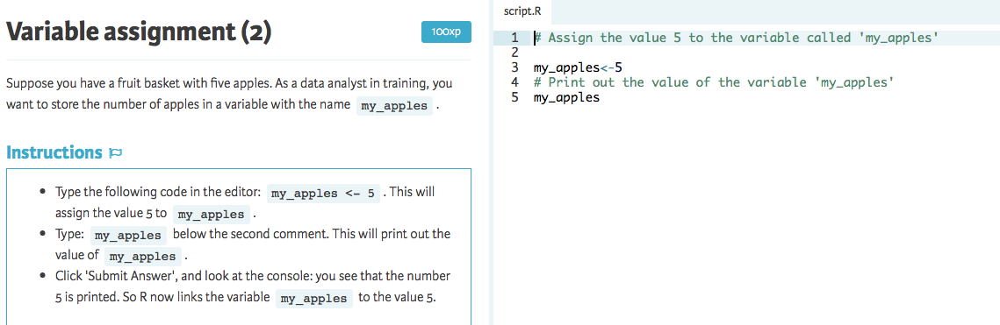 Variable assignment (2)
100xp
Suppose you have a fruit basket with five apples. As a data analyst in training, you
want to store the number of apples in a variable with the name my_apples .
Instructions
• Type the following code in the editor: my_apples <- 5 . This will
assign the value 5 to my_apples .
• Type: my_apples below the second comment. This will print out the
value of my_apples .
• Click 'Submit Answer', and look at the console: you see that the number
5 is printed. So R now links the variable my_apples to the value 5.
script.R
1 # Assign the value 5 to the variable called 'my_apples'
2
3 my_apples<-5
4 # Print out the value of the variable 'my_apples'
5 my_apples